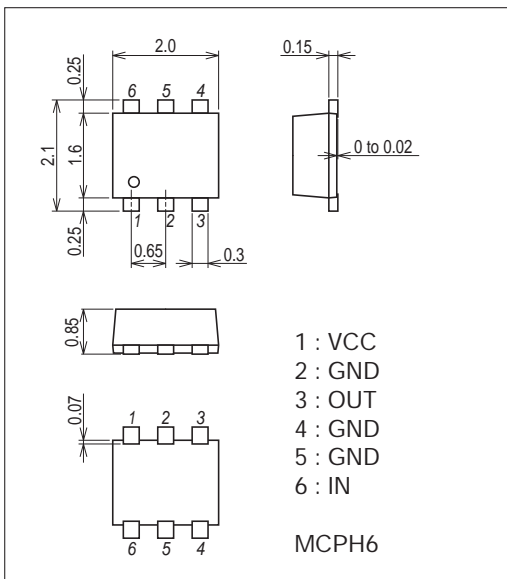 2.0
0.15
0.25
6 5 4
2.1
1.6
0 to 0.02
0.25
1 2 3
0.65
0.3
0.85
1 : VCC
2 : GND
3 : OUT
4 : GND
5 : GND
6 : IN
0.07
1 2 3
6 5 4
MCPH6